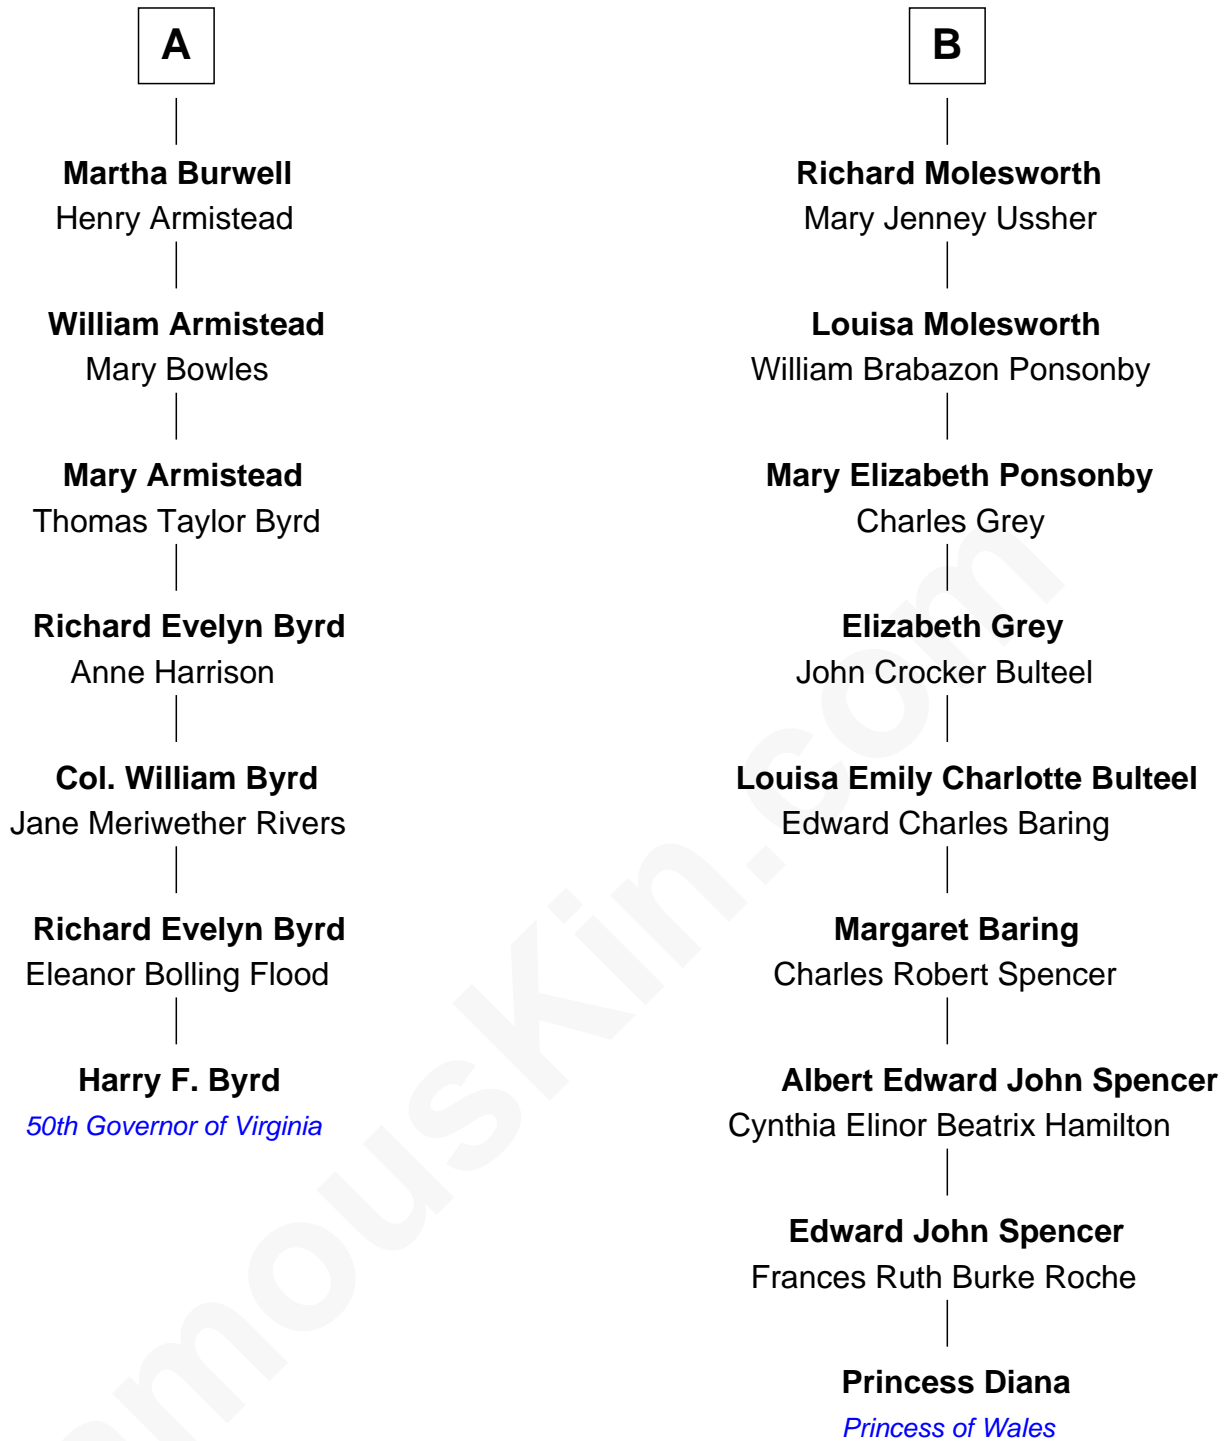 A
Martha Burwell
Henry Armistead
William Armistead
Mary Bowles
Mary Armistead
Thomas Taylor Byrd
Richard Evelyn Byrd
Anne Harrison
Col. William Byrd
Jane Meriwether Rivers
Richard Evelyn Byrd
Eleanor Bolling Flood
Harry F. Byrd
50th Governor of Virginia
B
Richard Molesworth
Mary Jenney Ussher
Louisa Molesworth
William Brabazon Ponsonby
Mary Elizabeth Ponsonby
Charles Grey
Elizabeth Grey
John Crocker Bulteel
Louisa Emily Charlotte Bulteel
Edward Charles Baring
Margaret Baring
Charles Robert Spencer
Albert Edward John Spencer
Cynthia Elinor Beatrix Hamilton
Edward John Spencer
Frances Ruth Burke Roche
Princess Diana
Princess of Wales
amousKin.com